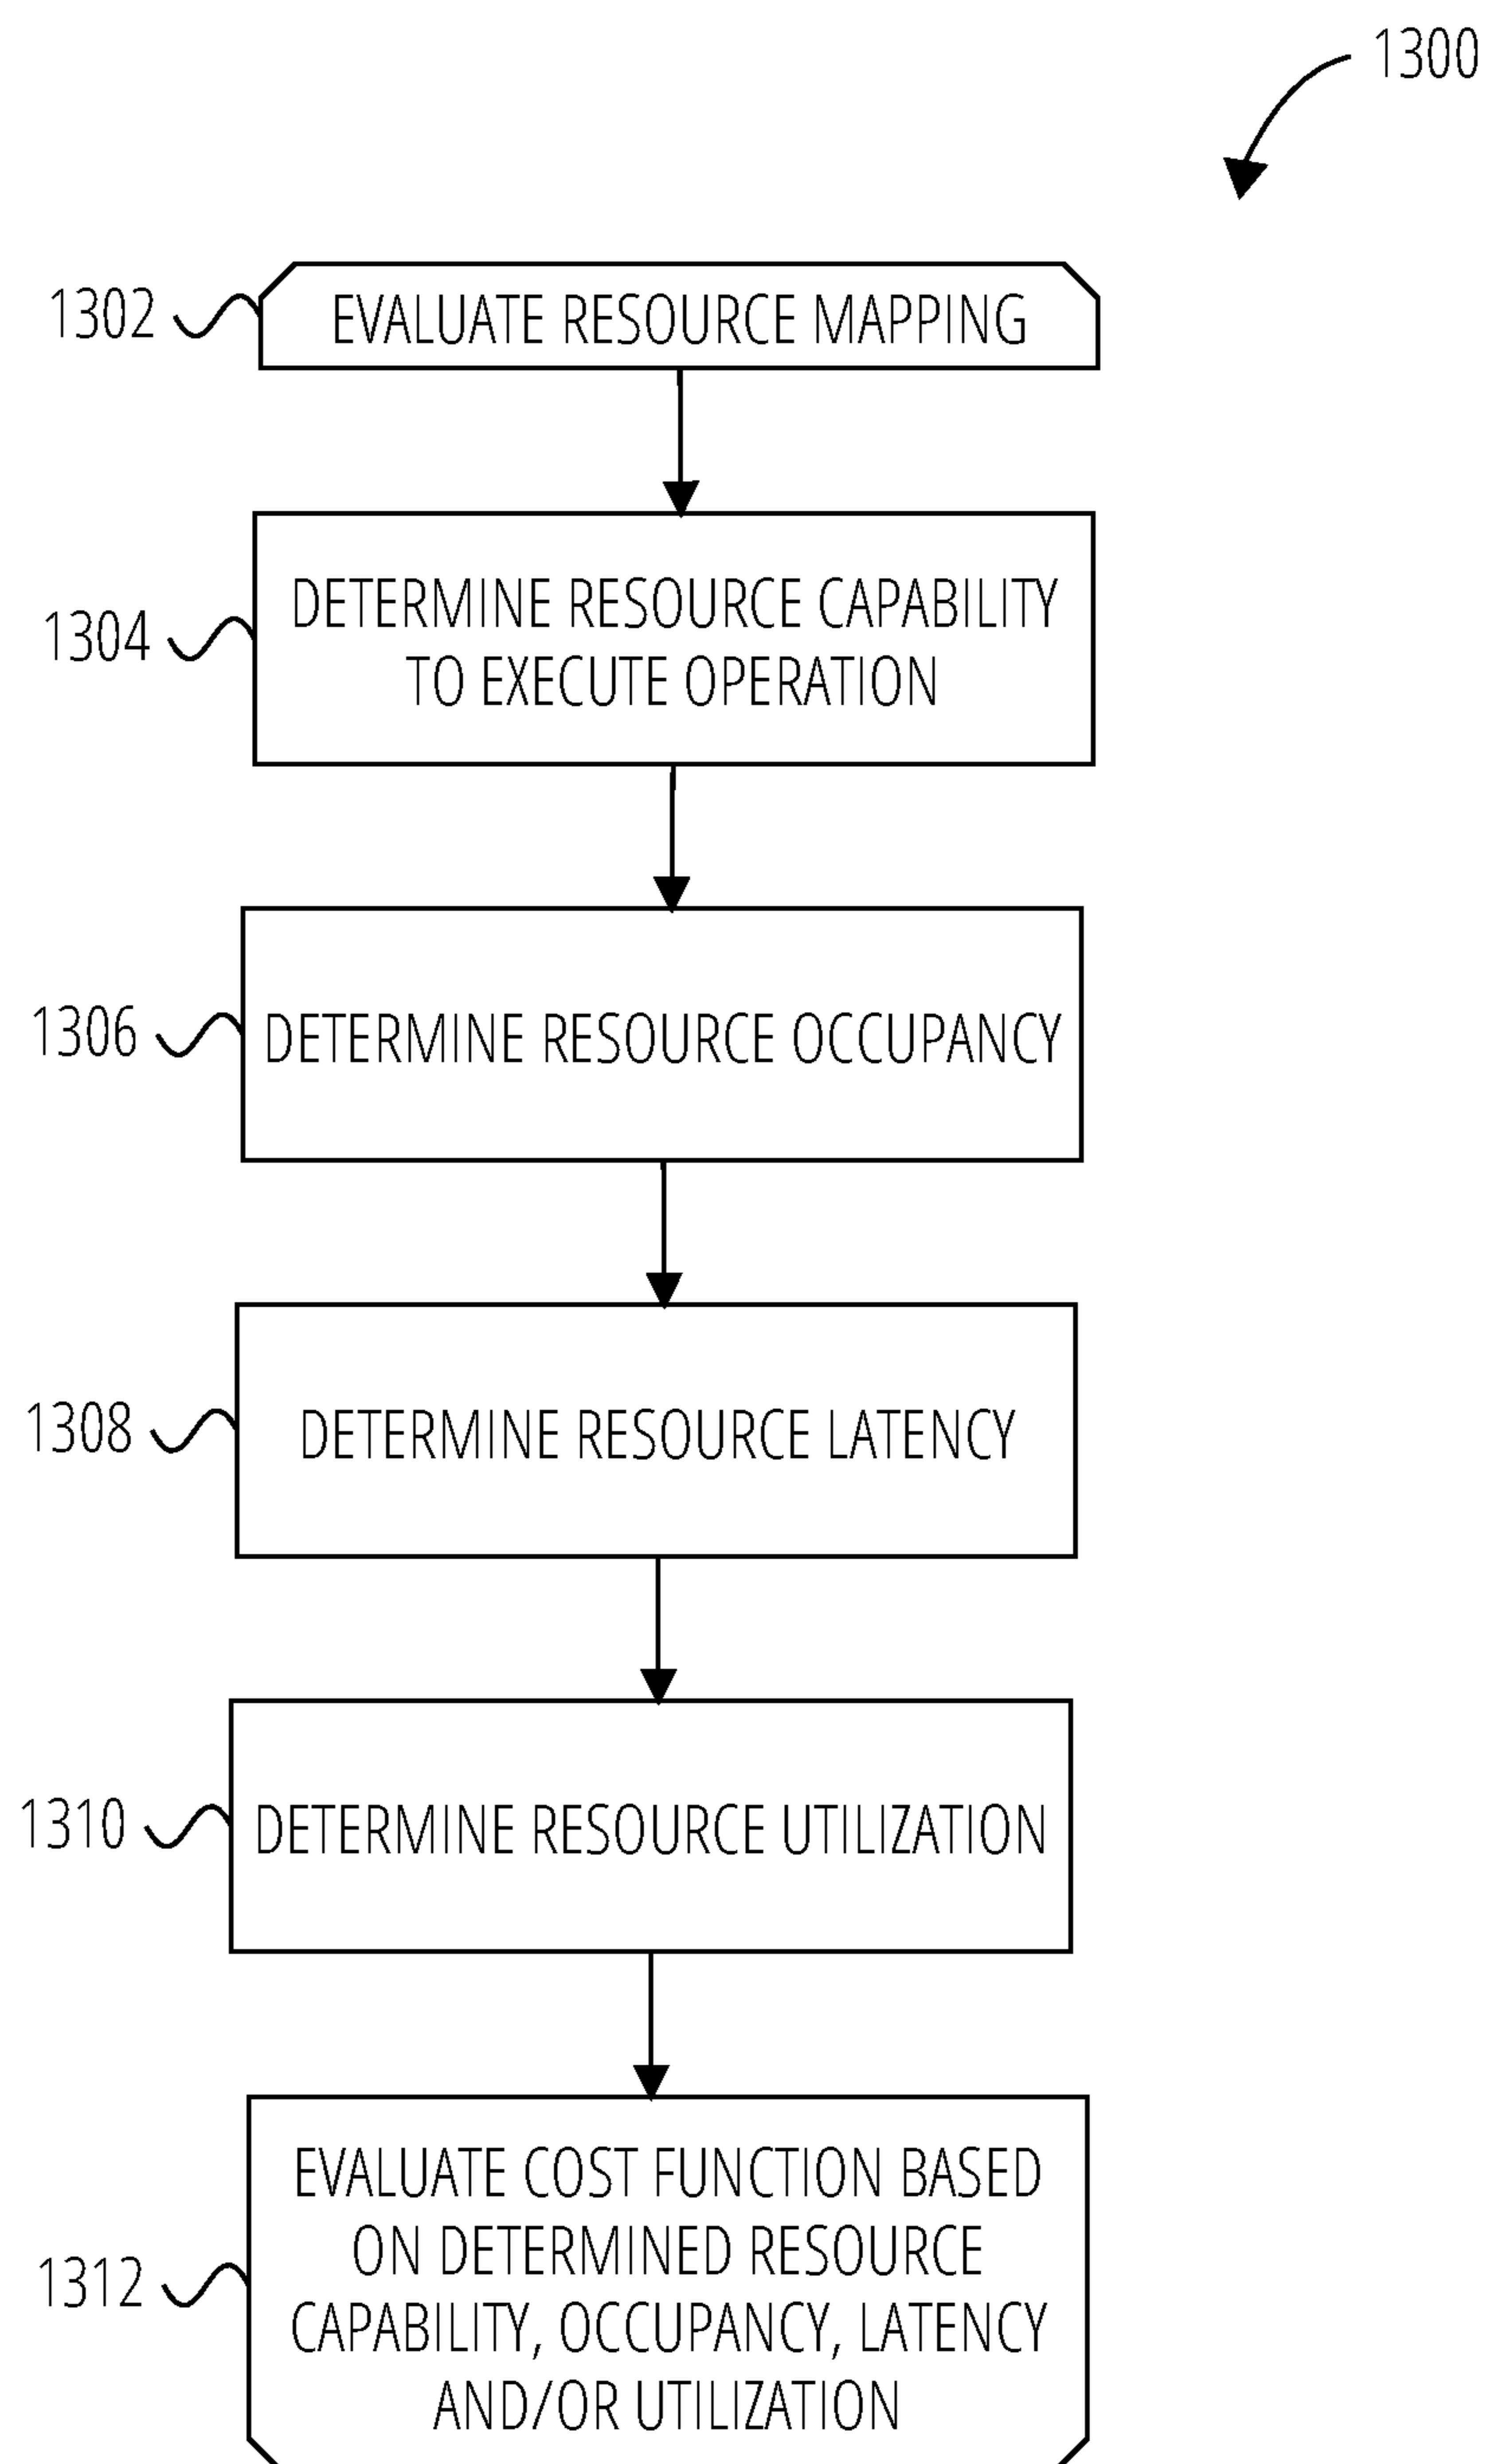 1300
1302
EVALUATE RESOURCE MAPPING
1304
DETERMINE RESOURCE CAPABILITY
TO EXECUTE OPERATION
1306
DETERMINE RESOURCE OCCUPANCY
1308
DETERMINE RESOURCE LATENCY
1310
DETERMINE RESOURCE UTILIZATION
1312
EVALUATE COST FUNCTION BASED
ON DETERMINED RESOURCE
CAPABILITY, OCCUPANCY, LATENCY
AND/OR UTILIZATION